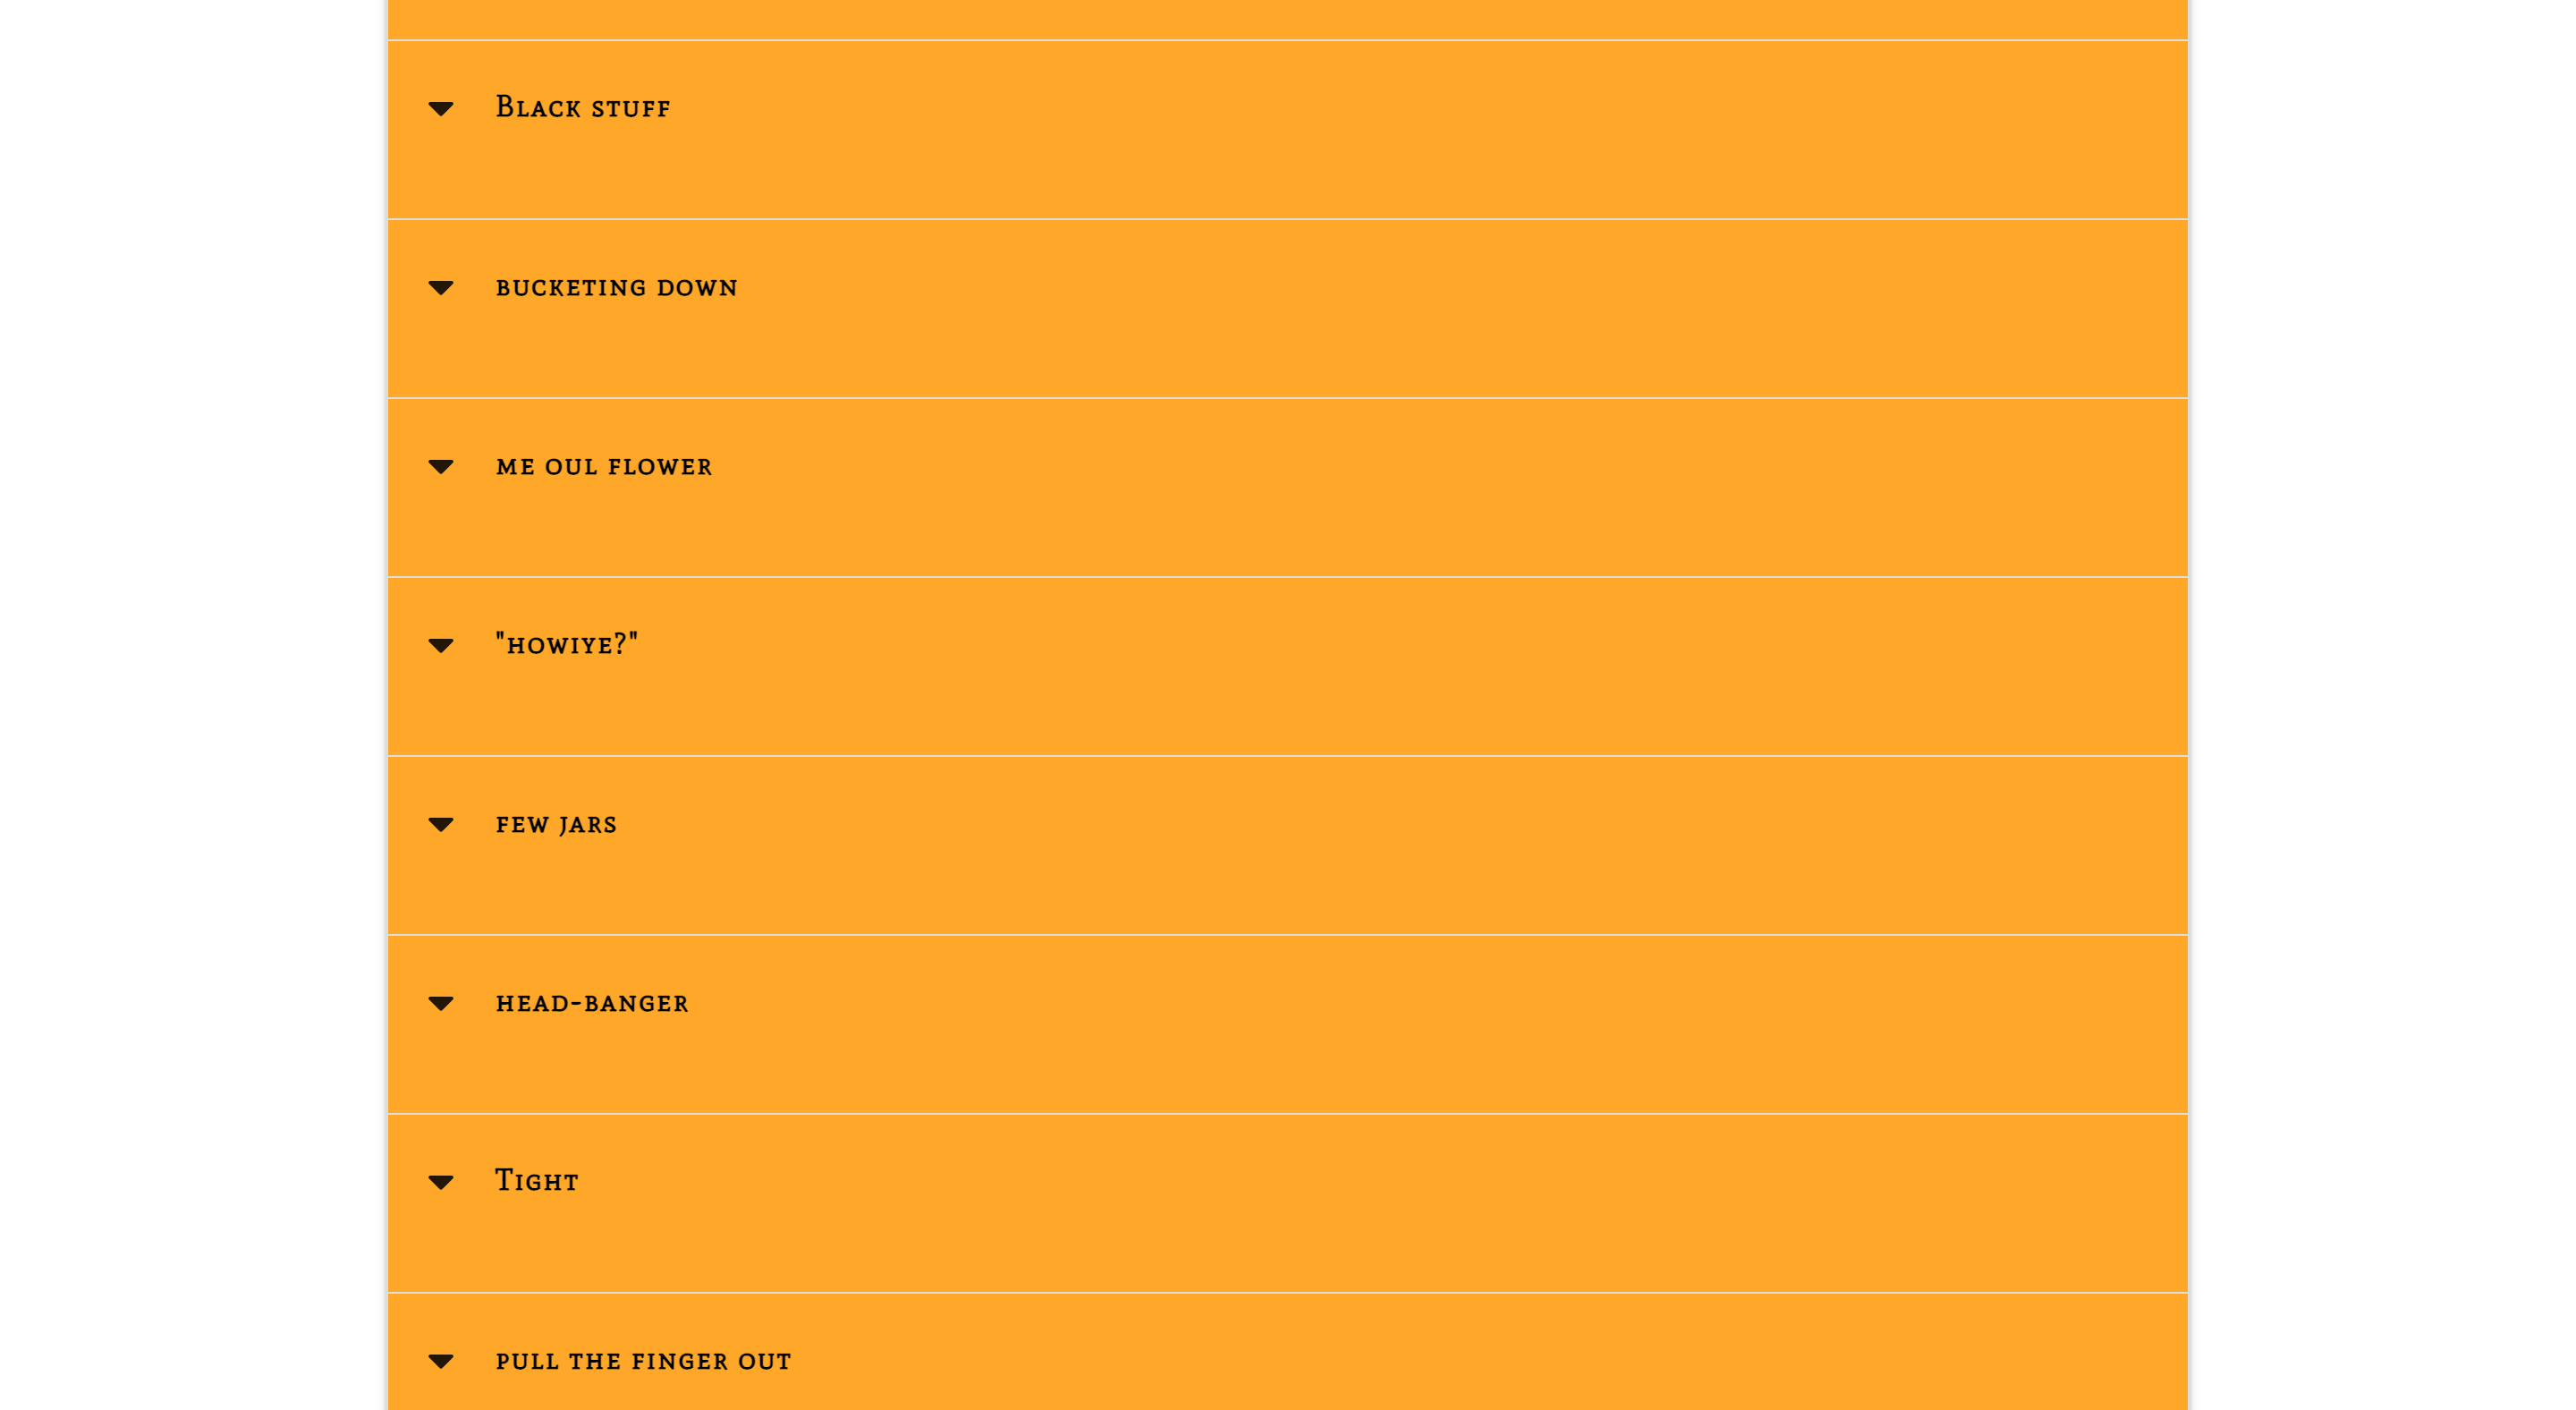 Black stuff
bucketing down
me oul flower
"howiye?"
few jars
head-banger
Tight
pull the finger out